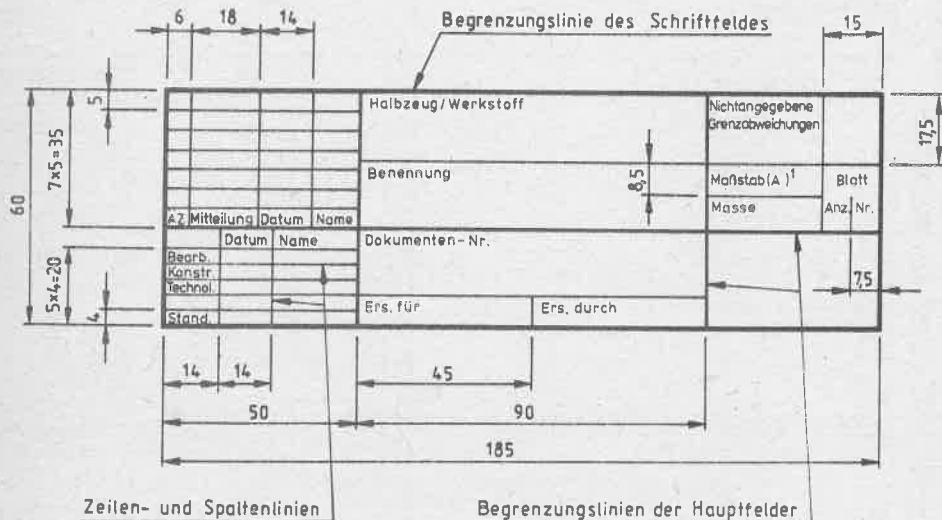 Begrenzungslinie des Schriftfeldes
6 18 14 15
5
7x5=35
60
5x4=20
4
Halbzeug/Werkstoff
Nichtangegebene
Grenzabweichungen
17,5
Benennung
8,5
Maßstab(A)¹
Blatt
Masse
Anz. Nr.
AZ Mitteilung Datum Name
Datum Name
Dokumenten-Nr.
Bearb.
Konstr.
Technol.
Stand.
Ers. für
Ers. durch
7,5
14 14 45
50 90
185
Zeilen- und Spaltenlinien
Begrenzungslinien der Hauptfelder